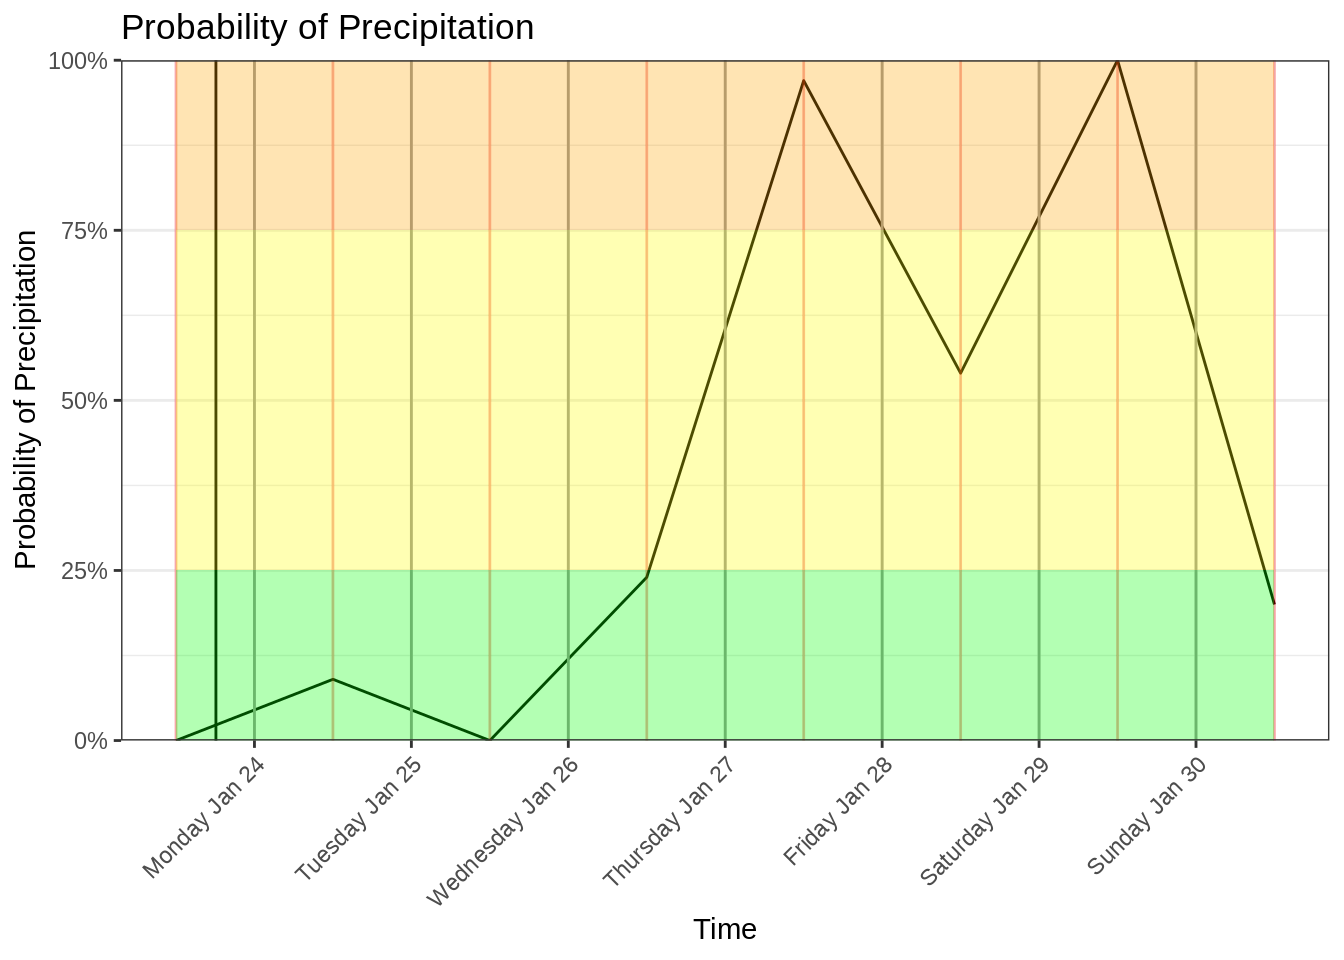 Probability of Precipitation
Probability of Precipitation
100%
75%
50%
25%
0%
Monday Jan 24
Tuesday Jan 25
Wednesday Jan 26
Thursday Jan 27
Friday Jan 28
Saturday Jan 29
Sunday Jan 30
Time